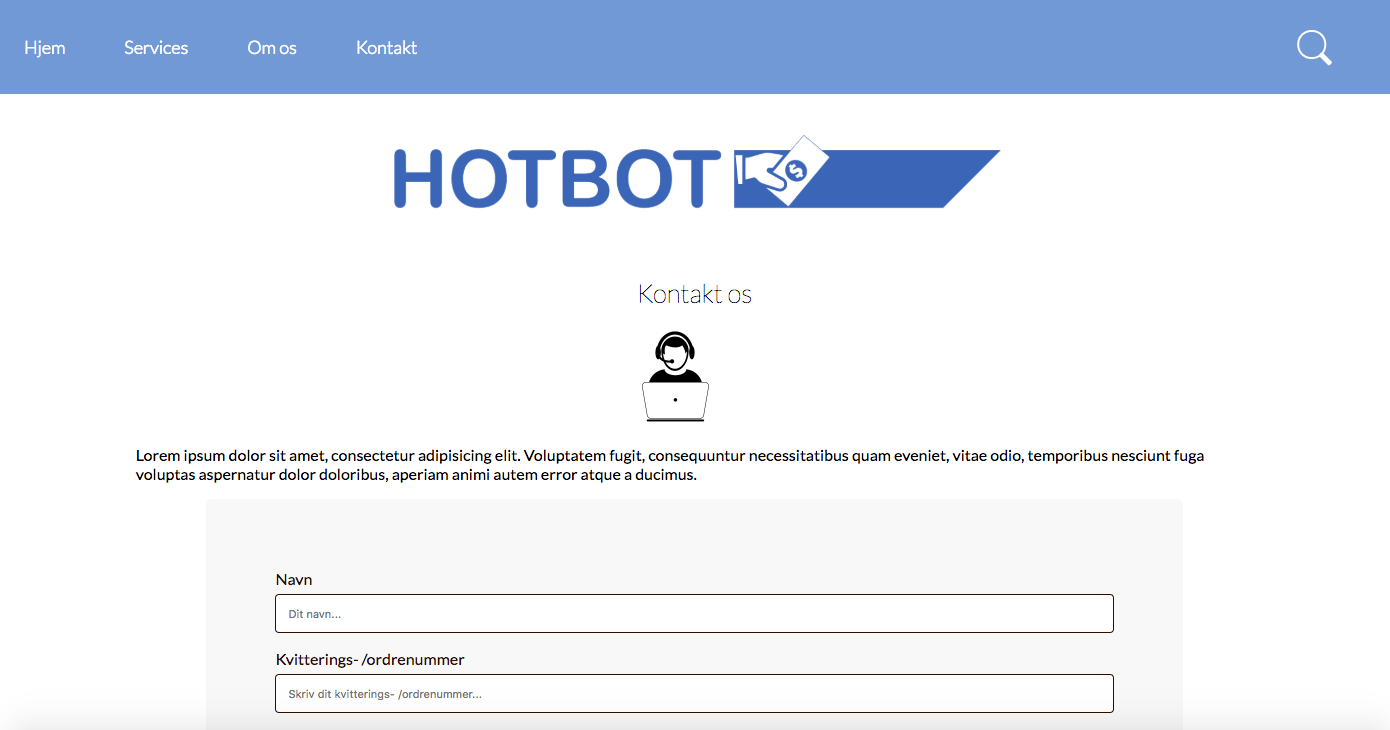 Hjem Services Om os Kontakt
HOTBOT $
Kontakt os
Lorem ipsum dolor sit amet, consectetur adipisicing elit. Voluptatem fugit, consequuntur necessitatibus quam eveniet, vitae odio, temporibus nesciunt fuga
voluptas aspernatur dolor doloribus, aperiam animi autem error atque a ducimus.
Navn
Dit navn...
Kvitterings- /ordrenummer
Skriv dit kvitterings- /ordrenummer...